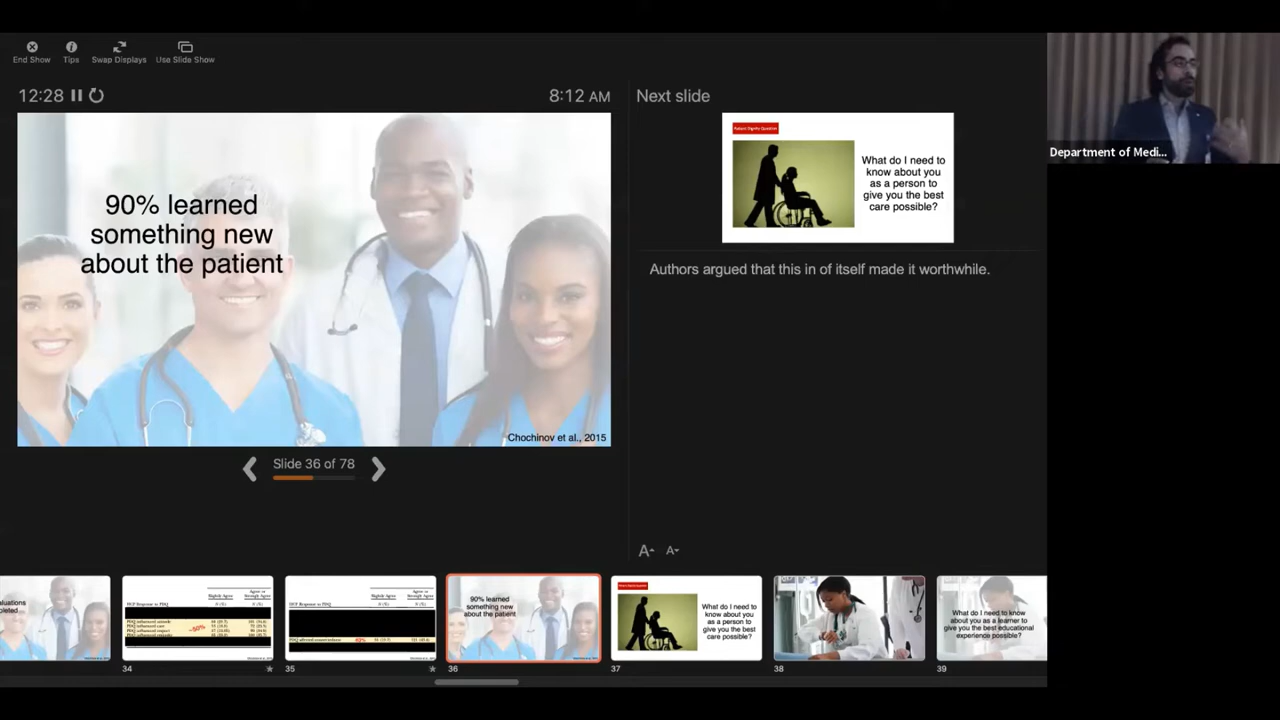 End Show
Tips
Swap Displays
Use Slide Show
12:28
8:12 AM
Next slide
90% learned
something new
about the patient
Chochinov et al., 2015
Patient Dignity Question
What do I need to
know about you
as a person to
give you the best
care possible?
Authors argued that this in of itself made it worthwhile.
Slide 36 of 78
Department of Medi...
34
35
90% learned
something new
about the patient
36
What do I need to
know about you
as a person to
give you the best
care possible?
37
38
What do I need to know
about you as a learner to
give you the best educational
experience possible?
39